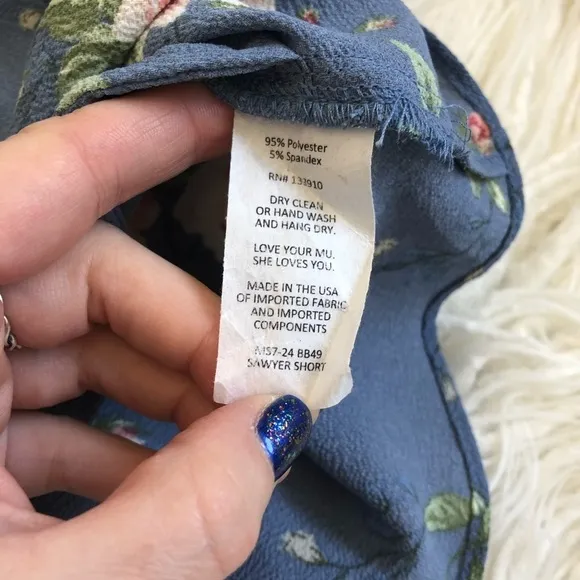 95% Polyester
5% Spandex
RN# 133910
DRY CLEAN
OR HAND WASH
AND HANG DRY.
LOVE YOUR MU.
SHE LOVES YOU.
MADE IN THE USA
OF IMPORTED FABRIC
AND IMPORTED
COMPONENTS
MS7-24 BB49
SAWYER SHORT